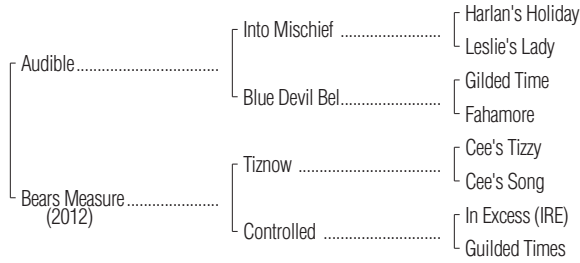 Harlan's Holiday
Into Mischief ......................
Leslie's Lady
Audible................................
Gilded Time
Blue Devil Bel......................
Fahamore
Cee's Tizzy
Tiznow ................................
Cee's Song
Bears Measure.....................
(2012)
In Excess (IRE)
Controlled ..........................
Guilded Times